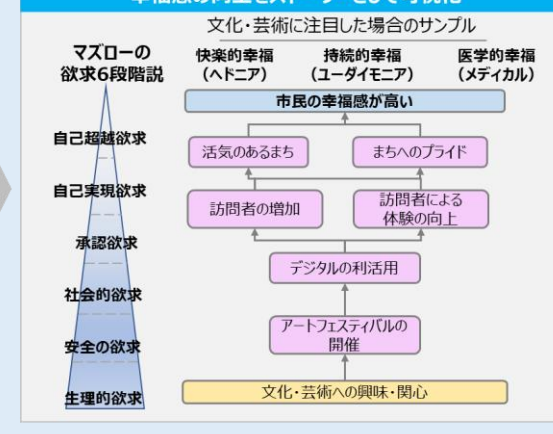 文化・芸術に注目した場合のサンプル
マズローの
欲求6段階説
快楽的幸福
(ヘドニア)
持続的幸福
(ユーダイモニア)
医学的幸福
(メディカル)
市民の幸福感が高い
自己超越欲求
活気のあるまち
まちへのプライド
自己実現欲求
訪問者の増加
訪問者による
体験の向上
承認欲求
デジタルの利活用
社会的欲求
アートフェスティバルの
開催
安全の欲求
文化・芸術への興味・関心
生理的欲求